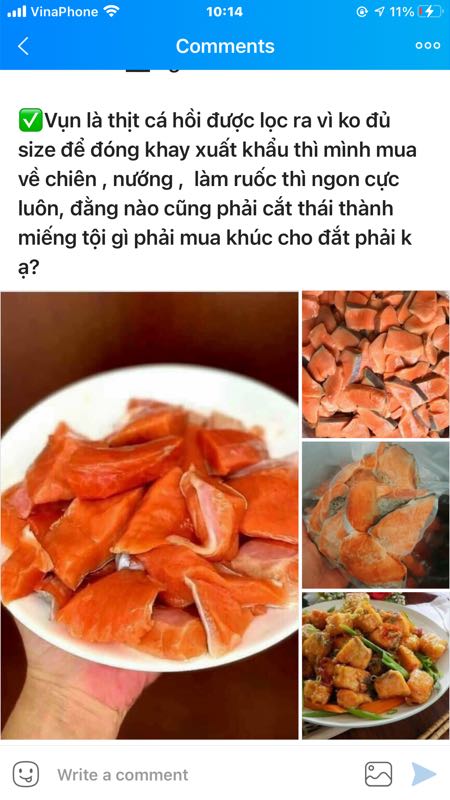 VinaPhone 10:14 11%
Comments
Vụn là thịt cá hồi được lọc ra vì ko đủ
size để đóng khay xuất khẩu thì mình mua
về chiên , nướng , làm ruốc thì ngon cực
luôn, đằng nào cũng phải cắt thái thành
miếng tội gì phải mua khúc cho đắt phải k
ạ?
Write a comment